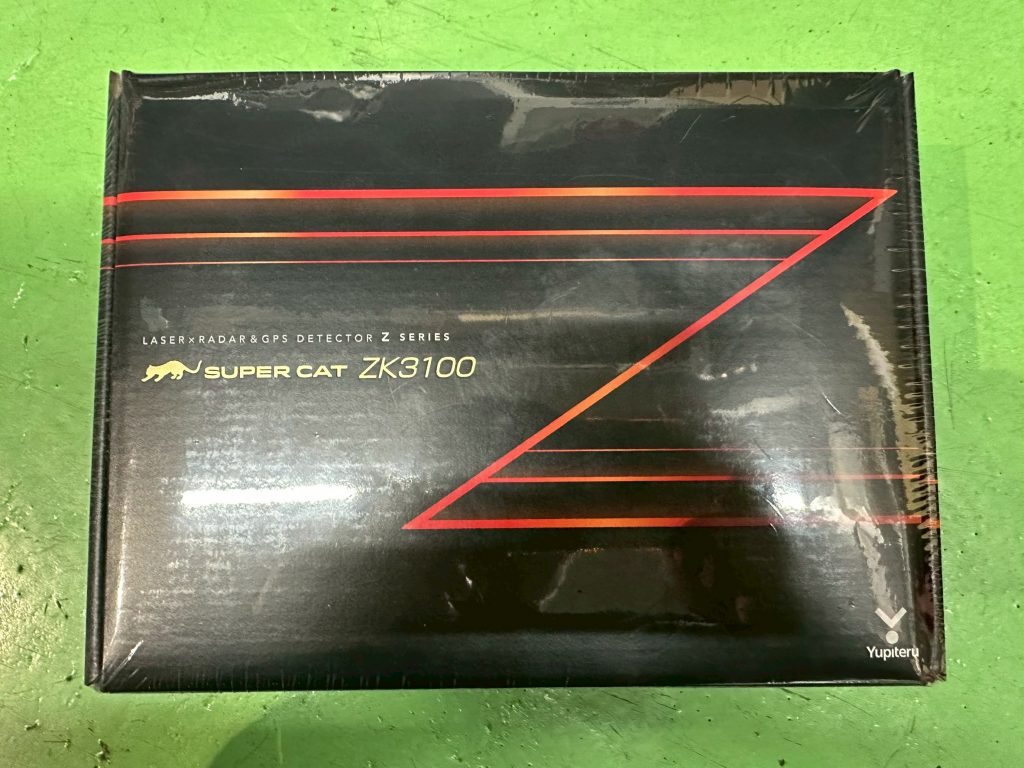 LASER×RADAR&GPS DETECTOR Z SERIES
SUPER CAT ZK3100
Yupiteru